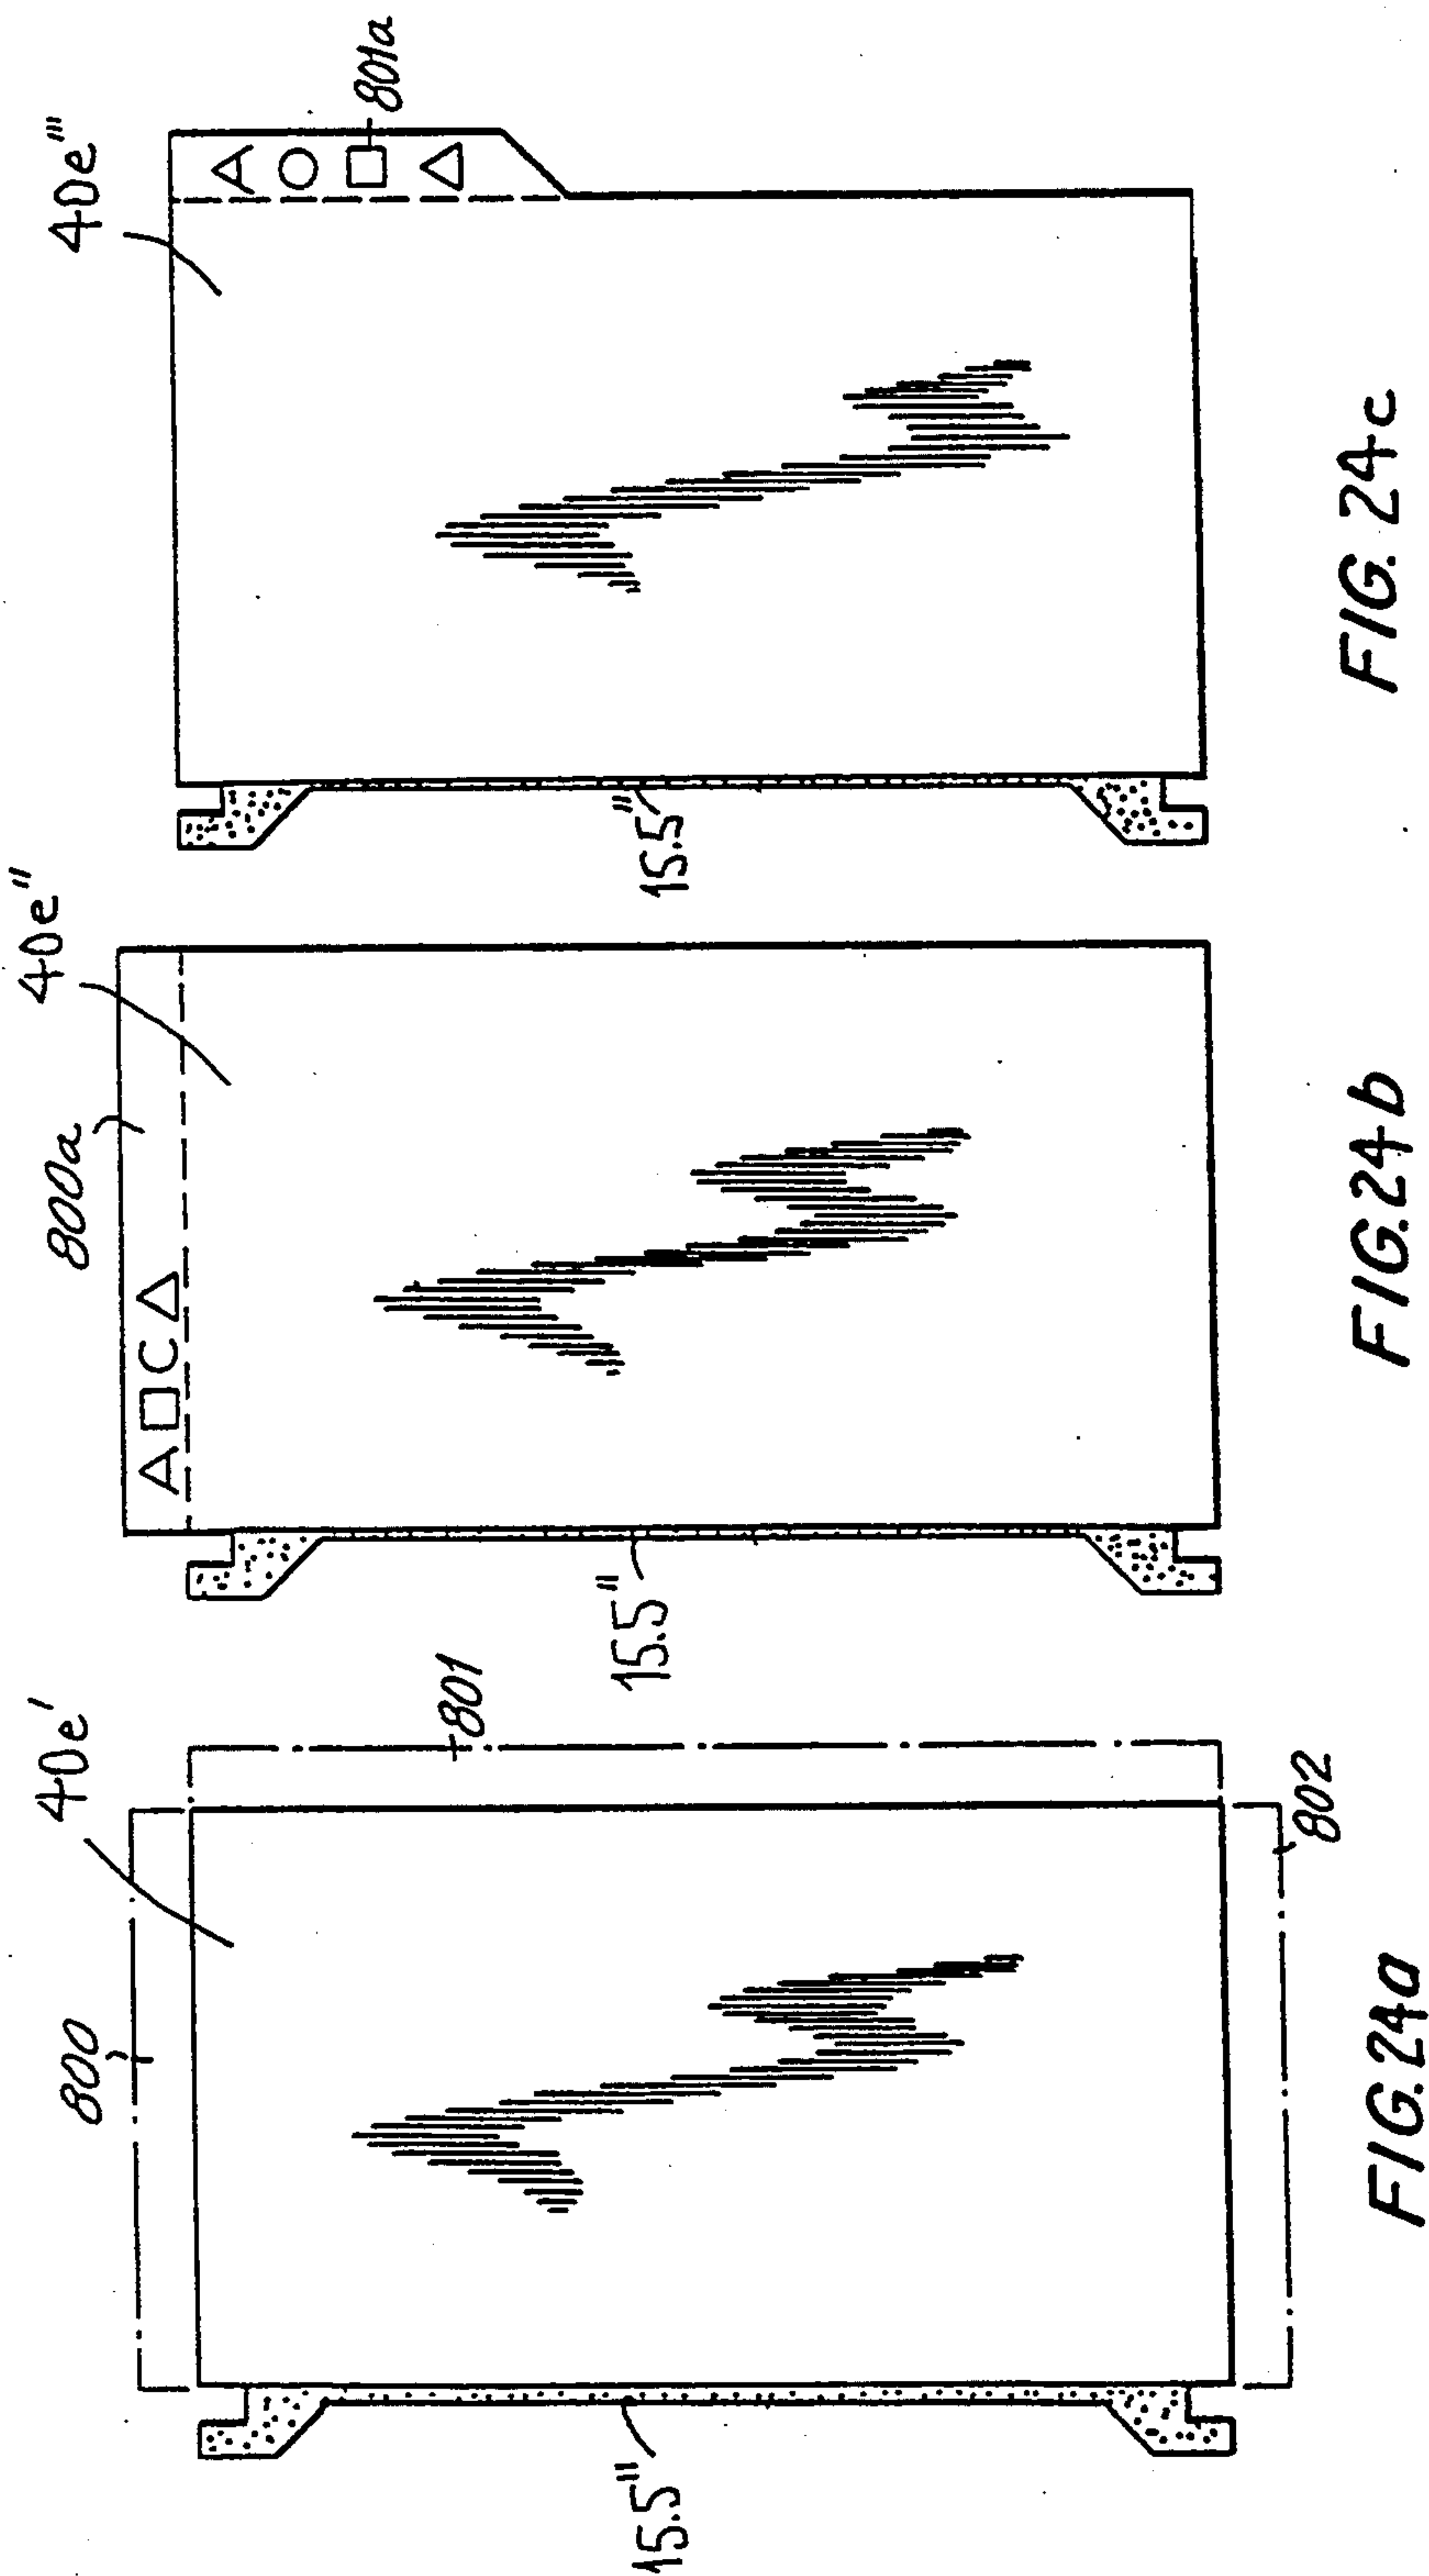 40e'
800
801
802
15.5"
FIG. 24a
40e"
800a
A□C△
15.5"
FIG. 24b
40e'''
A○□△
801a
15.5"
FIG. 24c